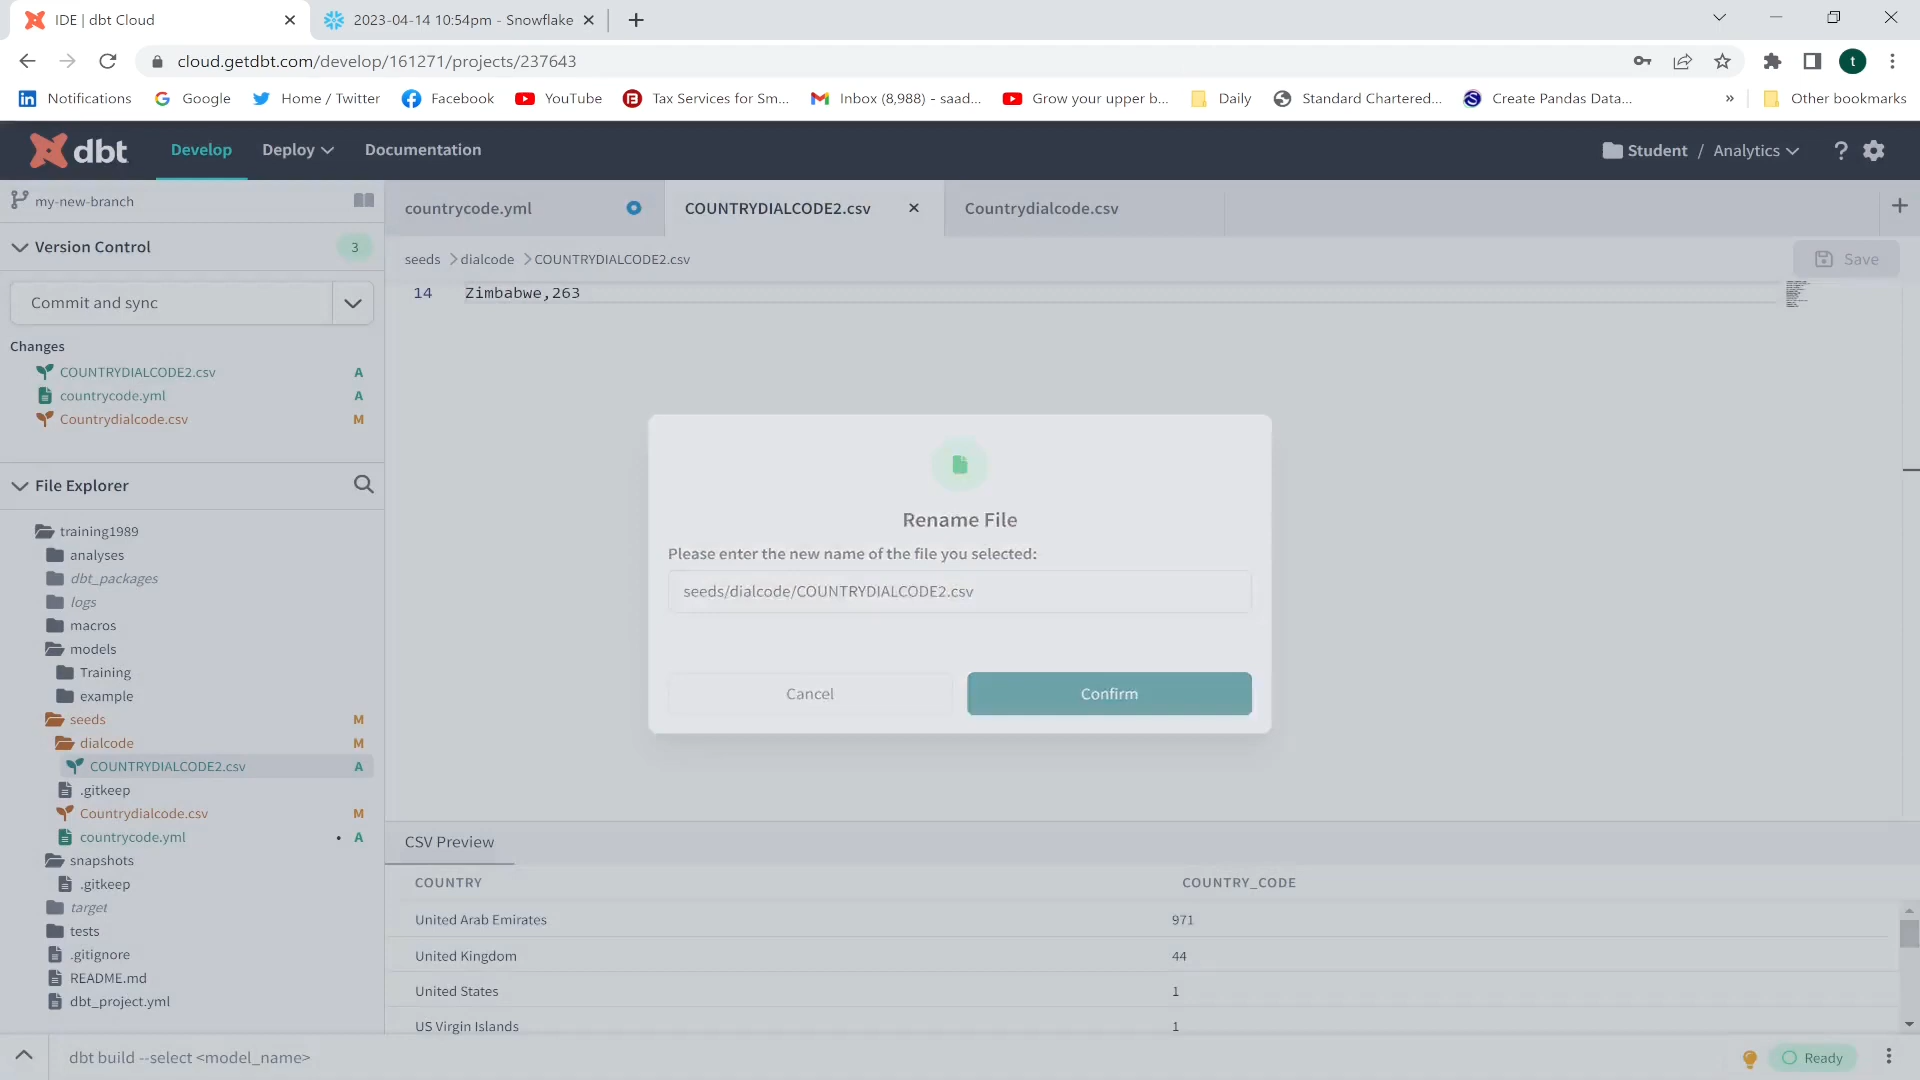 IDE | dbt Cloud
2023-04-14 10:54pm - Snowflake
cloud.getdbt.com/develop/161271/projects/237643
t
Notifications
Google
Home / Twitter
Facebook
YouTube
Tax Services for Sm...
Inbox (8,988) - saad...
Grow your upper b...
Daily
Standard Chartered...
Create Pandas Data...
»
Other bookmarks
dbt
Develop
Deploy
Documentation
Student / Analytics
my-new-branch
countrycode.yml
COUNTRYDIALCODE2.csv
Countrydialcode.csv
Version Control
3
seeds > dialcode > COUNTRYDIALCODE2.csv
Save
14 Zimbabwe,263
Commit and sync
Changes
COUNTRYDIALCODE2.csv A
countrycode.yml A
Countrydialcode.csv M
File Explorer
training1989
analyses
dbt_packages
logs
macros
models
Training
example
seeds M
dialcode M
COUNTRYDIALCODE2.csv A
.gitkeep
Countrydialcode.csv M
countrycode.yml • A
snapshots
.gitkeep
target
tests
.gitignore
README.md
dbt_project.yml
Rename File
Please enter the new name of the file you selected:
seeds/dialcode/COUNTRYDIALCODE2.csv
Cancel
Confirm
CSV Preview
COUNTRY COUNTRY_CODE
United Arab Emirates 971
United Kingdom 44
United States 1
US Virgin Islands 1
dbt build --select <model_name>
Ready